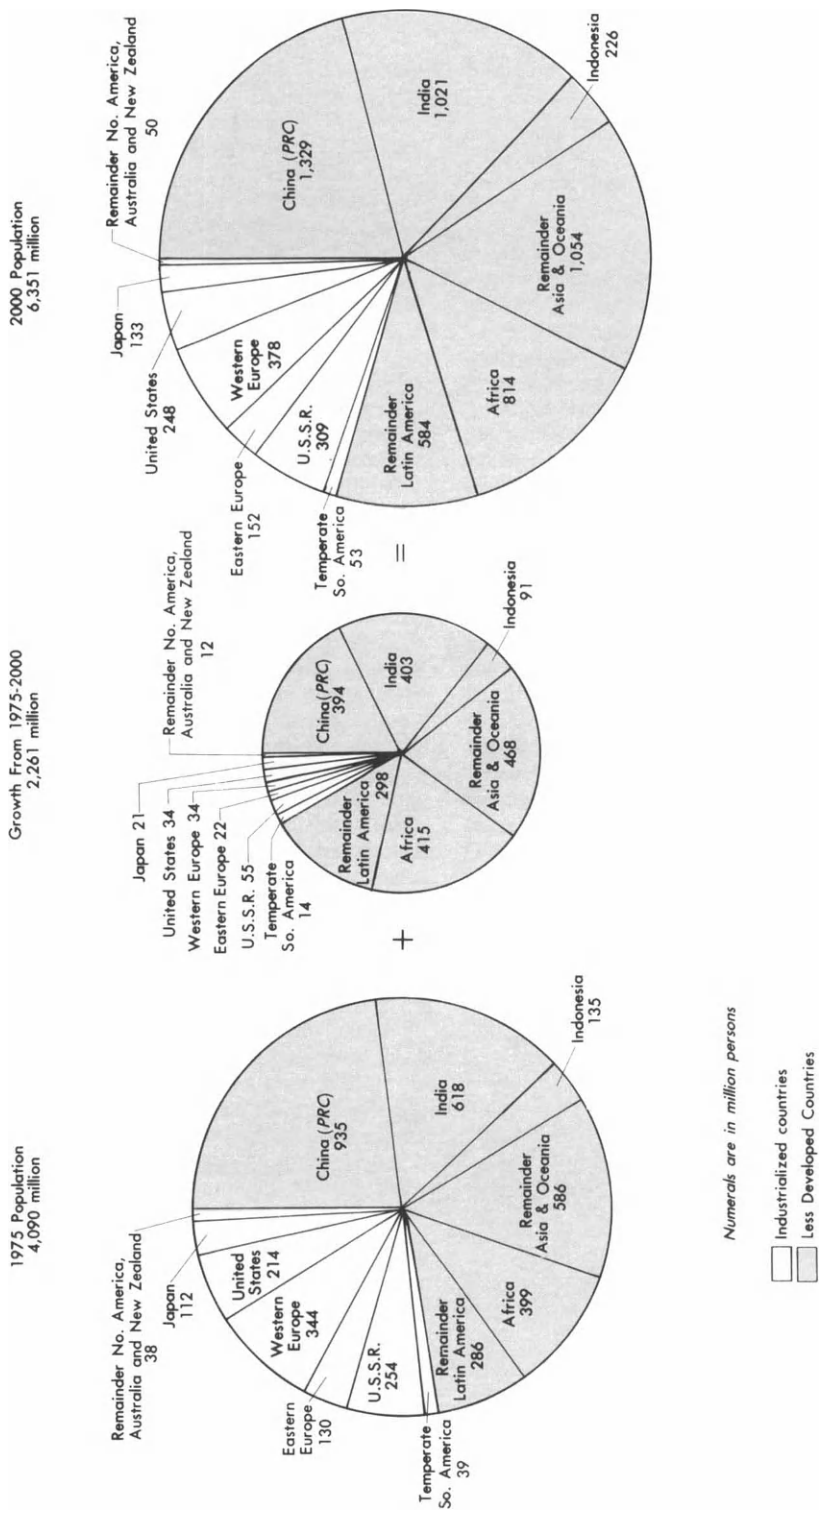 1975 Population
4,090 million
Remainder No. America,
Australia and New Zealand
38
Japan
112
United
States
214
Western
Europe
344
Eastern
Europe
130
U.S.S.R.
254
Temperate
So. America
39
Remainder
Latin America
286
Africa
399
Remainder
Asia & Oceania
586
Indonesia
135
India
618
China (PRC)
935
+
Growth From 1975-2000
2,261 million
Remainder No. America,
Australia and New Zealand
12
Japan 21
United States 34
Western Europe 34
Eastern Europe 22
U.S.S.R. 55
Temperate
So. America
14
Remainder
Latin America
298
Africa
415
Remainder
Asia & Oceania
468
Indonesia
91
India
403
China (PRC)
394
=
2000 Population
6,351 million
Remainder No. America,
Australia and New Zealand
50
Japan
133
United States
248
Western
Europe
378
Eastern Europe
152
U.S.S.R.
309
Temperate
So. America
53
Remainder
Latin America
584
Africa
814
Remainder
Asia & Oceania
1,054
Indonesia
226
India
1,021
China (PRC)
1,329
Numerals are in million persons
Industrialized countries
Less Developed Countries